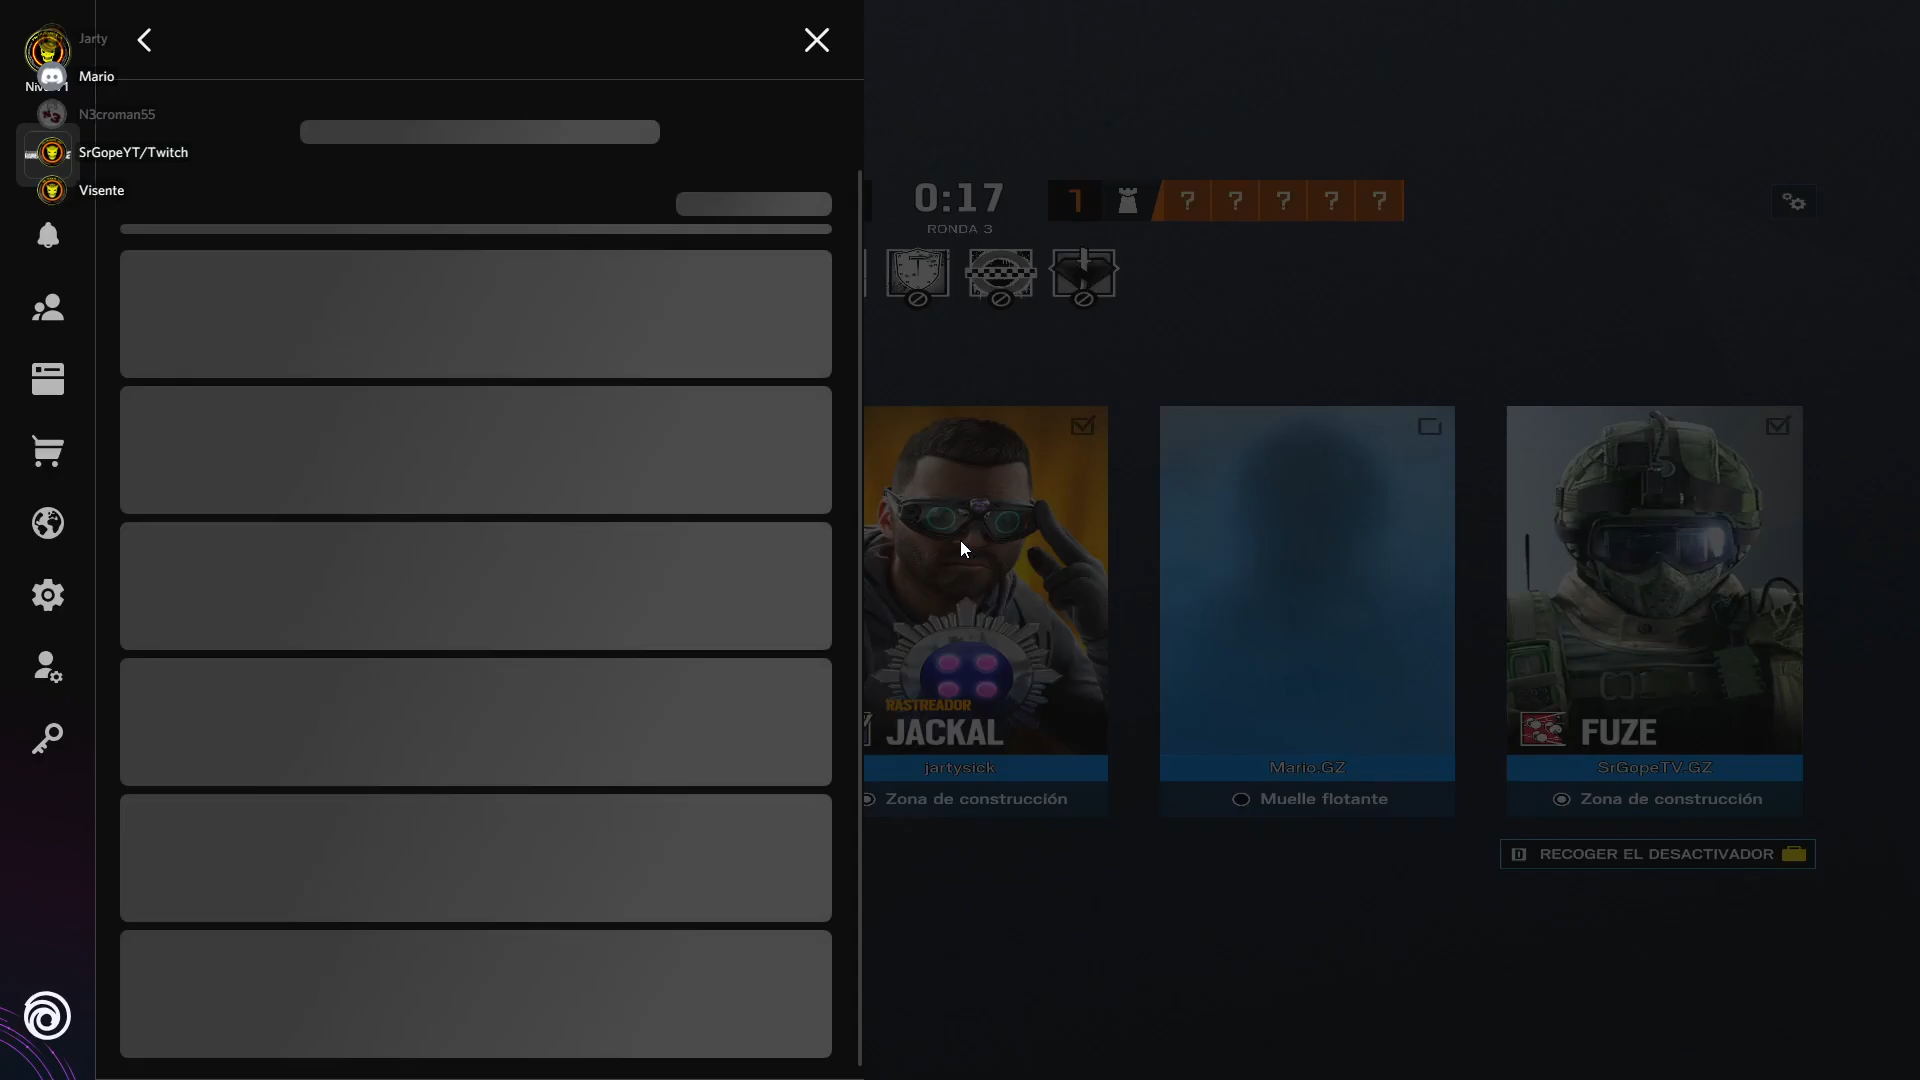 Jarty
Mario
N3croman55
SrGopeYT/Twitch
Visente
0:17
RONDA 3
1
? ? ? ? ?
RASTREADOR
JACKAL
jartysick
Zona de construcción
Mario.GZ
Muelle flotante
FUZE
SrGopeTV.GZ
Zona de construcción
RECOGER EL DESACTIVADOR